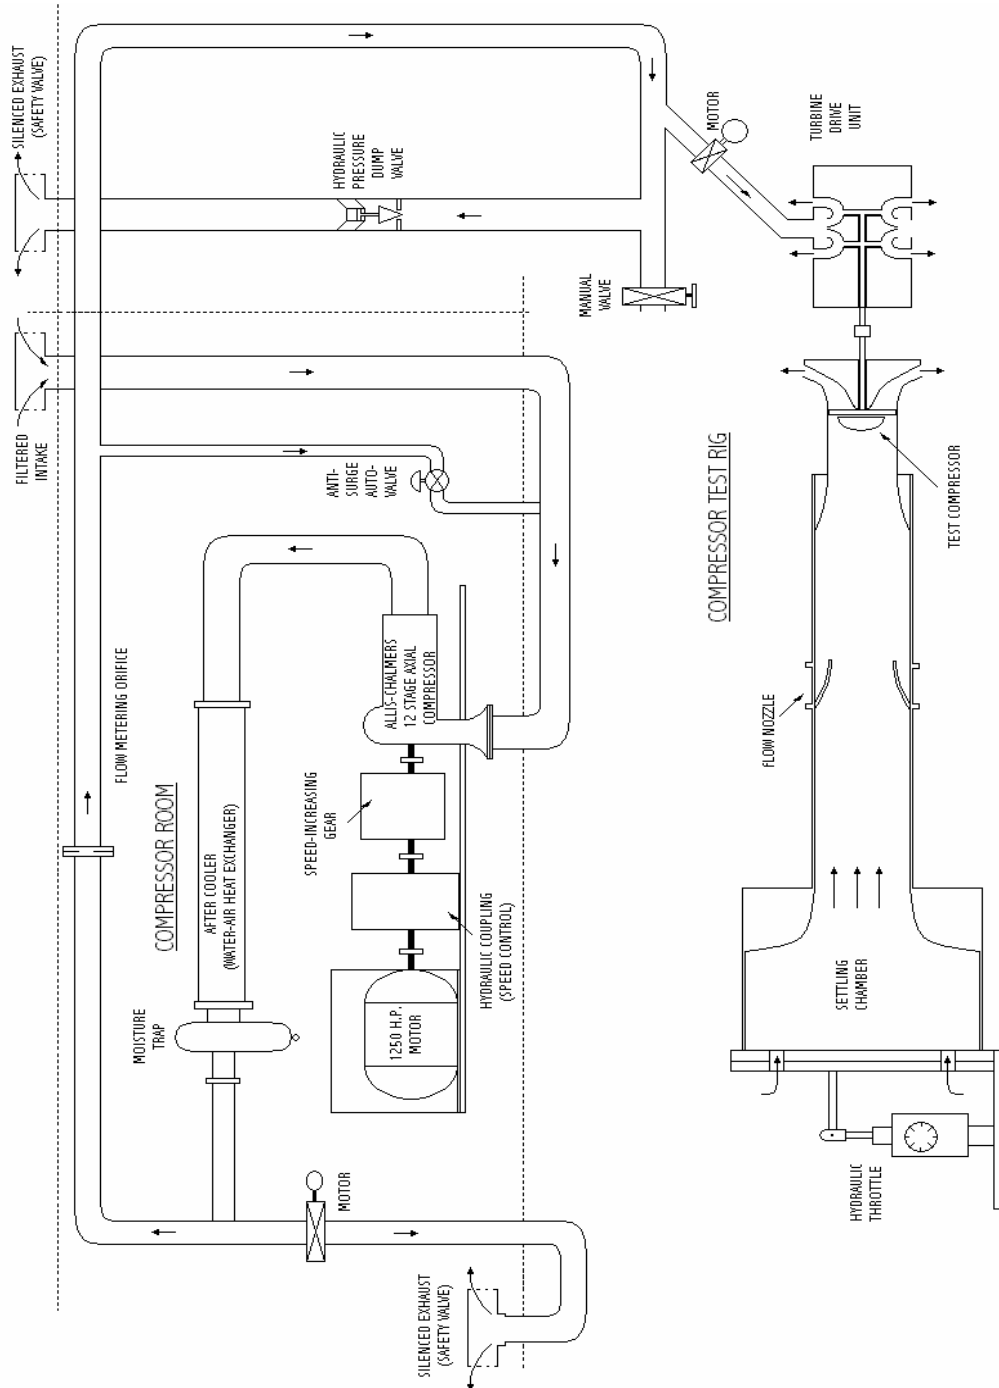 SILENCED EXHAUST
(SAFETY VALVE)
HYDRAULIC
PRESSURE
DUMP
VALVE
MOTOR
TURBINE
DRIVE
UNIT
MANUAL
VALVE
FILTERED
INTAKE
ANTI-
SURGE
AUTO-
VALVE
TEST COMPRESSOR
COMPRESSOR TEST RIG
FLOW METERING ORIFICE
ALLIS-CHALMERS
12 STAGE AXIAL
COMPRESSOR
FLOW NOZZLE
COMPRESSOR ROOM
SPEED-INCREASING
GEAR
AFTER COOLER
(WATER-AIR HEAT EXCHANGER)
HYDRAULIC COUPLING
(SPEED CONTROL)
SETTLING
CHAMBER
MOISTURE
TRAP
1250 H.P.
MOTOR
HYDRAULIC
THROTTLE
MOTOR
SILENCED EXHAUST
(SAFETY VALVE)